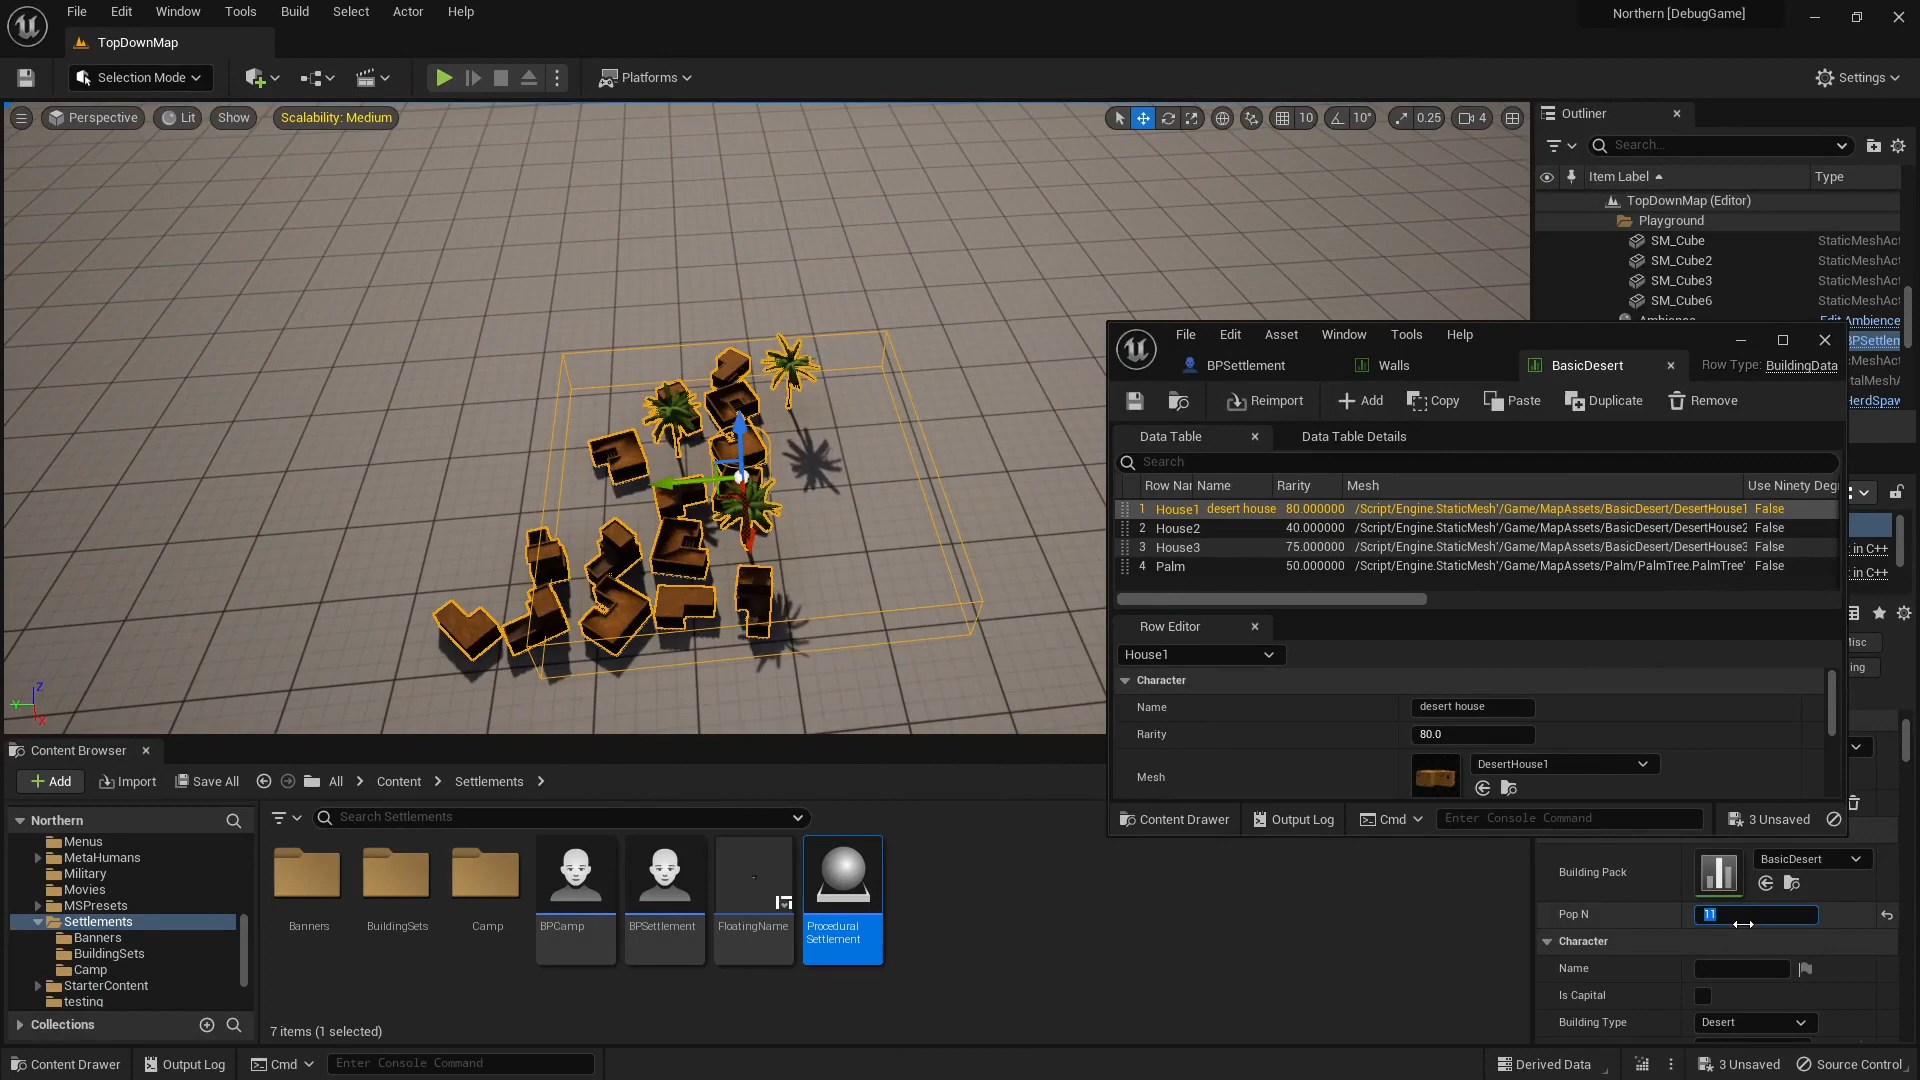 File Edit Window Tools Build Select Actor Help
Northern [DebugGame]
TopDownMap
Selection Mode
Platforms
Settings
Perspective Lit Show Scalability: Medium
10 10° 0.25 4
Outliner
Search...
Item Label Type
TopDownMap (Editor)
Playground
SM_Cube StaticMeshAct
SM_Cube2 StaticMeshAct
SM_Cube3 StaticMeshAct
SM_Cube6 StaticMeshAct
File Edit Asset Window Tools Help
BPSettlement Walls BasicDesert Row Type: BuildingData
Reimport Add Copy Paste Duplicate Remove
Data Table Data Table Details
Search
Row Nar Name Rarity Mesh Use Ninety Degr
1 House1 desert house 80.000000 /Script/Engine.StaticMesh'/Game/MapAssets/BasicDesert/DesertHouse1 False
2 House2 40.000000 /Script/Engine.StaticMesh'/Game/MapAssets/BasicDesert/DesertHouse2 False
3 House3 75.000000 /Script/Engine.StaticMesh'/Game/MapAssets/BasicDesert/DesertHouse3 False
4 Palm 50.000000 /Script/Engine.StaticMesh'/Game/MapAssets/Palm/PalmTree.PalmTree' False
Row Editor
House1
Character
Name desert house
Rarity 80.0
Mesh DesertHouse1
Content Drawer Output Log Cmd Enter Console Command 3 Unsaved
Edit Ambience
BPSettlem
HerdSpaw
t in C++
t in C++
Building Pack BasicDesert
Pop N 11
Character
Name
Is Capital
Building Type Desert
Content Browser
Add Import Save All All Content Settlements
Northern
Search Settlements
Menus
MetaHumans
Military
Movies
MSPresets
Settlements
Banners
BuildingSets
Camp
StarterContent
testing
Collections
Banners BuildingSets Camp BPCamp BPSettlement FloatingName Procedural
Settlement
7 items (1 selected)
Content Drawer Output Log Cmd Enter Console Command Derived Data 3 Unsaved Source Control